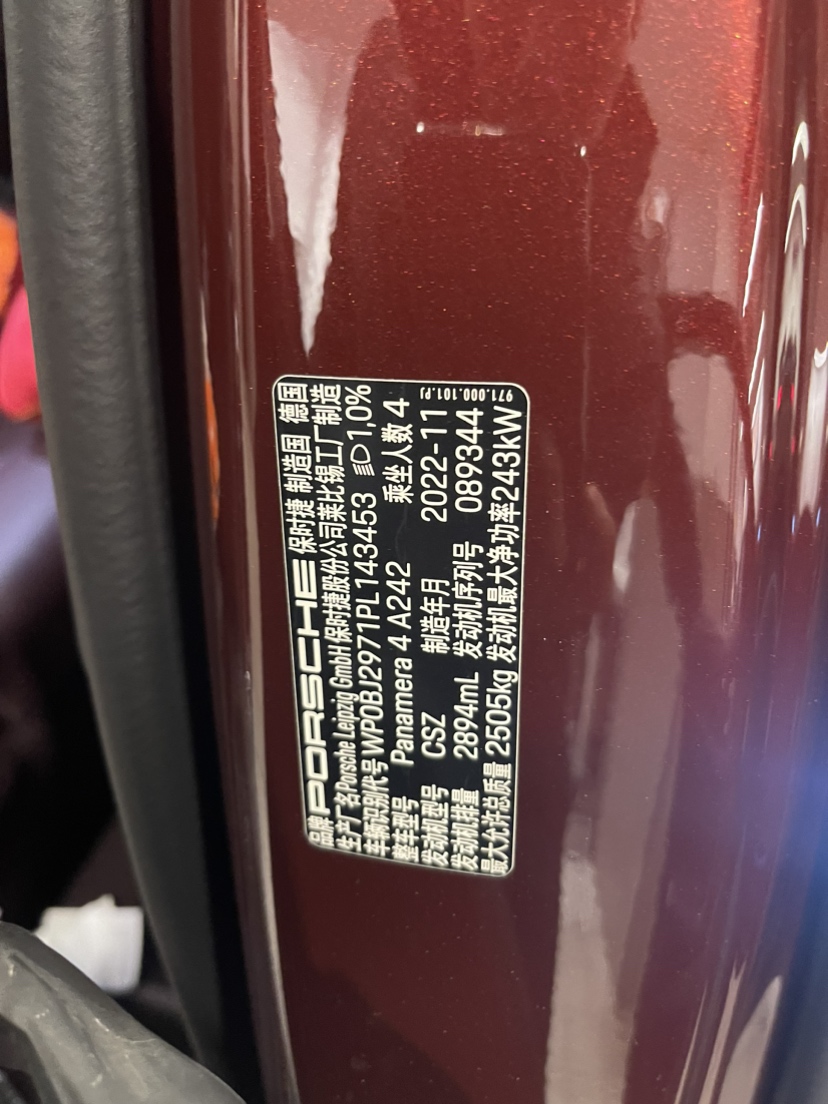 品牌 PORSCHE 保时捷 制造国 德国
生产厂名 Porsche Leipzig GmbH 保时捷股份公司莱比锡工厂制造
车辆识别代号 WP0BJ2971PL143453 1,0%
整车型号 Panamera 4 A242 乘坐人数 4
发动机型号 CSZ 制造年月 2022-11
发动机排量 2894mL 发动机序列号 089344
最大允许总质量 2505kg 发动机最大净功率 243kW
971.000.101.PJ